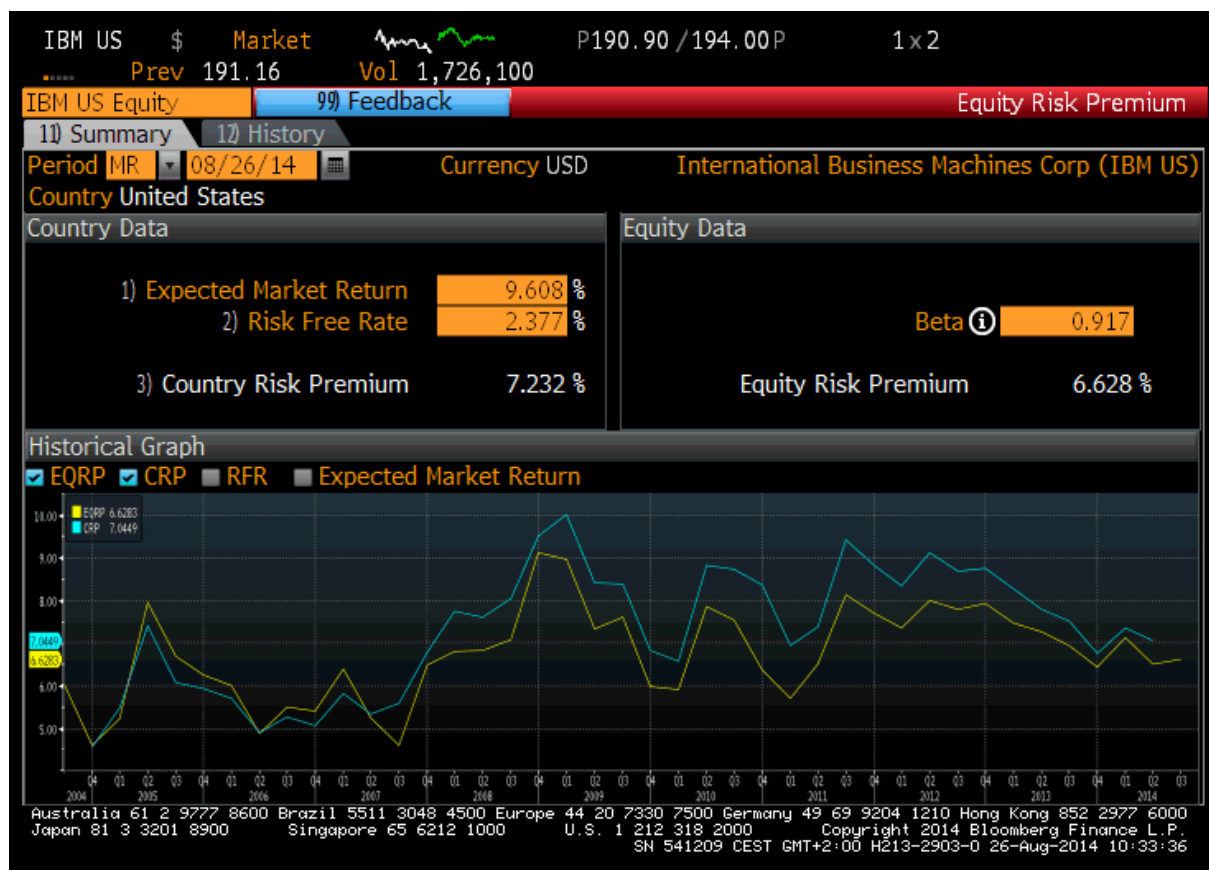 IBM US $ Market P190.90/194.00P 1x2
Prev 191.16 Vol 1,726,100
IBM US Equity 99) Feedback Equity Risk Premium
11) Summary 12) History
Period MR 08/26/14 Currency USD International Business Machines Corp (IBM US)
Country United States
Country Data Equity Data
1) Expected Market Return 9.608 %
2) Risk Free Rate 2.377 % Beta 0.917
3) Country Risk Premium 7.232 % Equity Risk Premium 6.628 %
Historical Graph
EQRP CRP RFR Expected Market Return
10.00 EQRP 6.6283
CRP 7.0449
9.00
8.00
7.0449
6.6283
6.00
5.00
Q4 Q1 Q2 Q3 Q4 Q1 Q2 Q3 Q4 Q1 Q2 Q3 Q4 Q1 Q2 Q3 Q4 Q1 Q2 Q3 Q4 Q1 Q2 Q3 Q4 Q1 Q2 Q3 Q4 Q1 Q2 Q3 Q4 Q1 Q2 Q3 Q4 Q1 Q2 Q3
2004 2005 2006 2007 2008 2009 2010 2011 2012 2013 2014
Australia 61 2 9777 8600 Brazil 5511 3048 4500 Europe 44 20 7330 7500 Germany 49 69 9204 1210 Hong Kong 852 2977 6000
Japan 81 3 3201 8900 Singapore 65 6212 1000 U.S. 1 212 318 2000 Copyright 2014 Bloomberg Finance L.P.
SN 541209 CEST GMT+2:00 H213-2903-0 26-Aug-2014 10:33:36